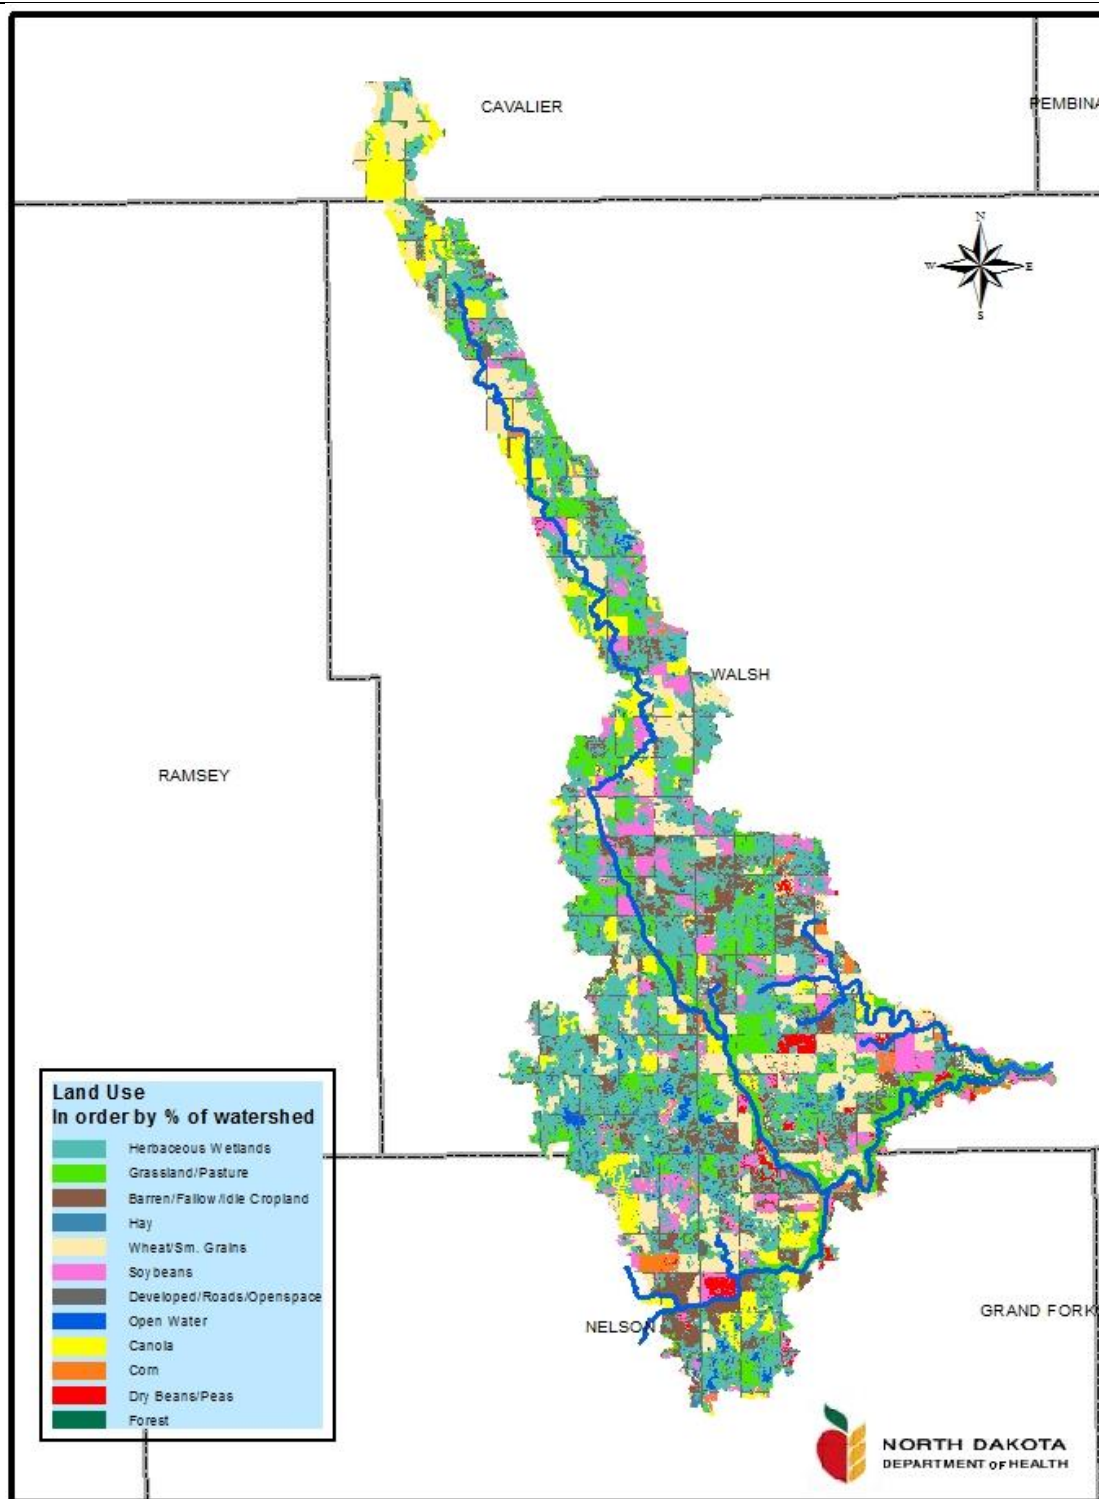 CAVALIER
PEMBINA
N
W
E
S
WALSH
RAMSEY
Land Use
In order by % of watershed
Herbaceous Wetlands
Grassland/Pasture
Barren/Fallow/Idle Cropland
Hay
Wheat/Sm. Grains
Soybeans
Developed/Roads/Openspace
Open Water
Canola
Corn
Dry Beans/Peas
Forest
NELSON
GRAND FORK
NORTH DAKOTA
DEPARTMENT OF HEALTH